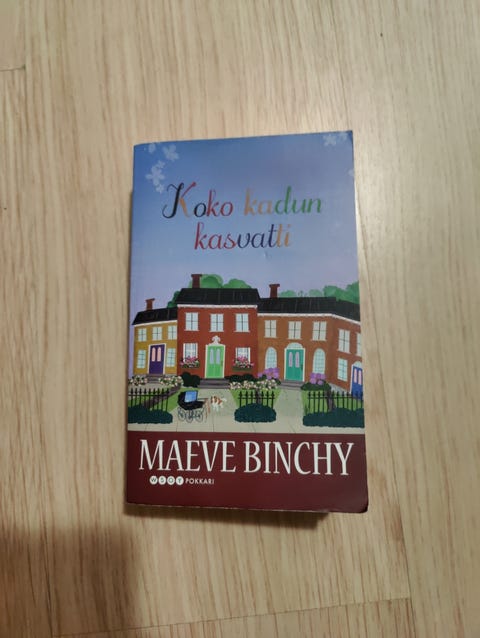 Koko kadun
kasvatti
MAEVE BINCHY
WSOY POKKARI